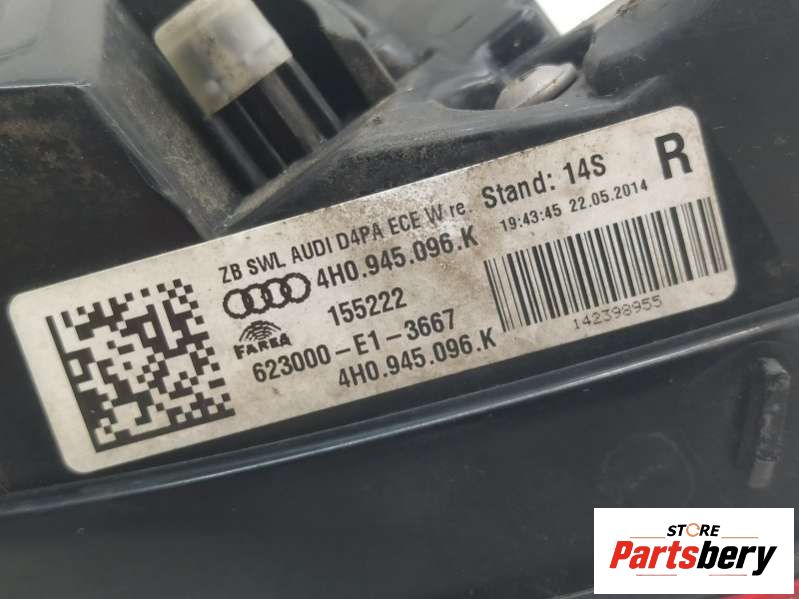 ZB SWL AUDI D4PA ECE W re. Stand: 14S R
19:43:45 22.05.2014
4H0.945.096.K
155222
FAREA
623000-E1-3667
4H0.945.096.K
142398955
STORE
Partsbery